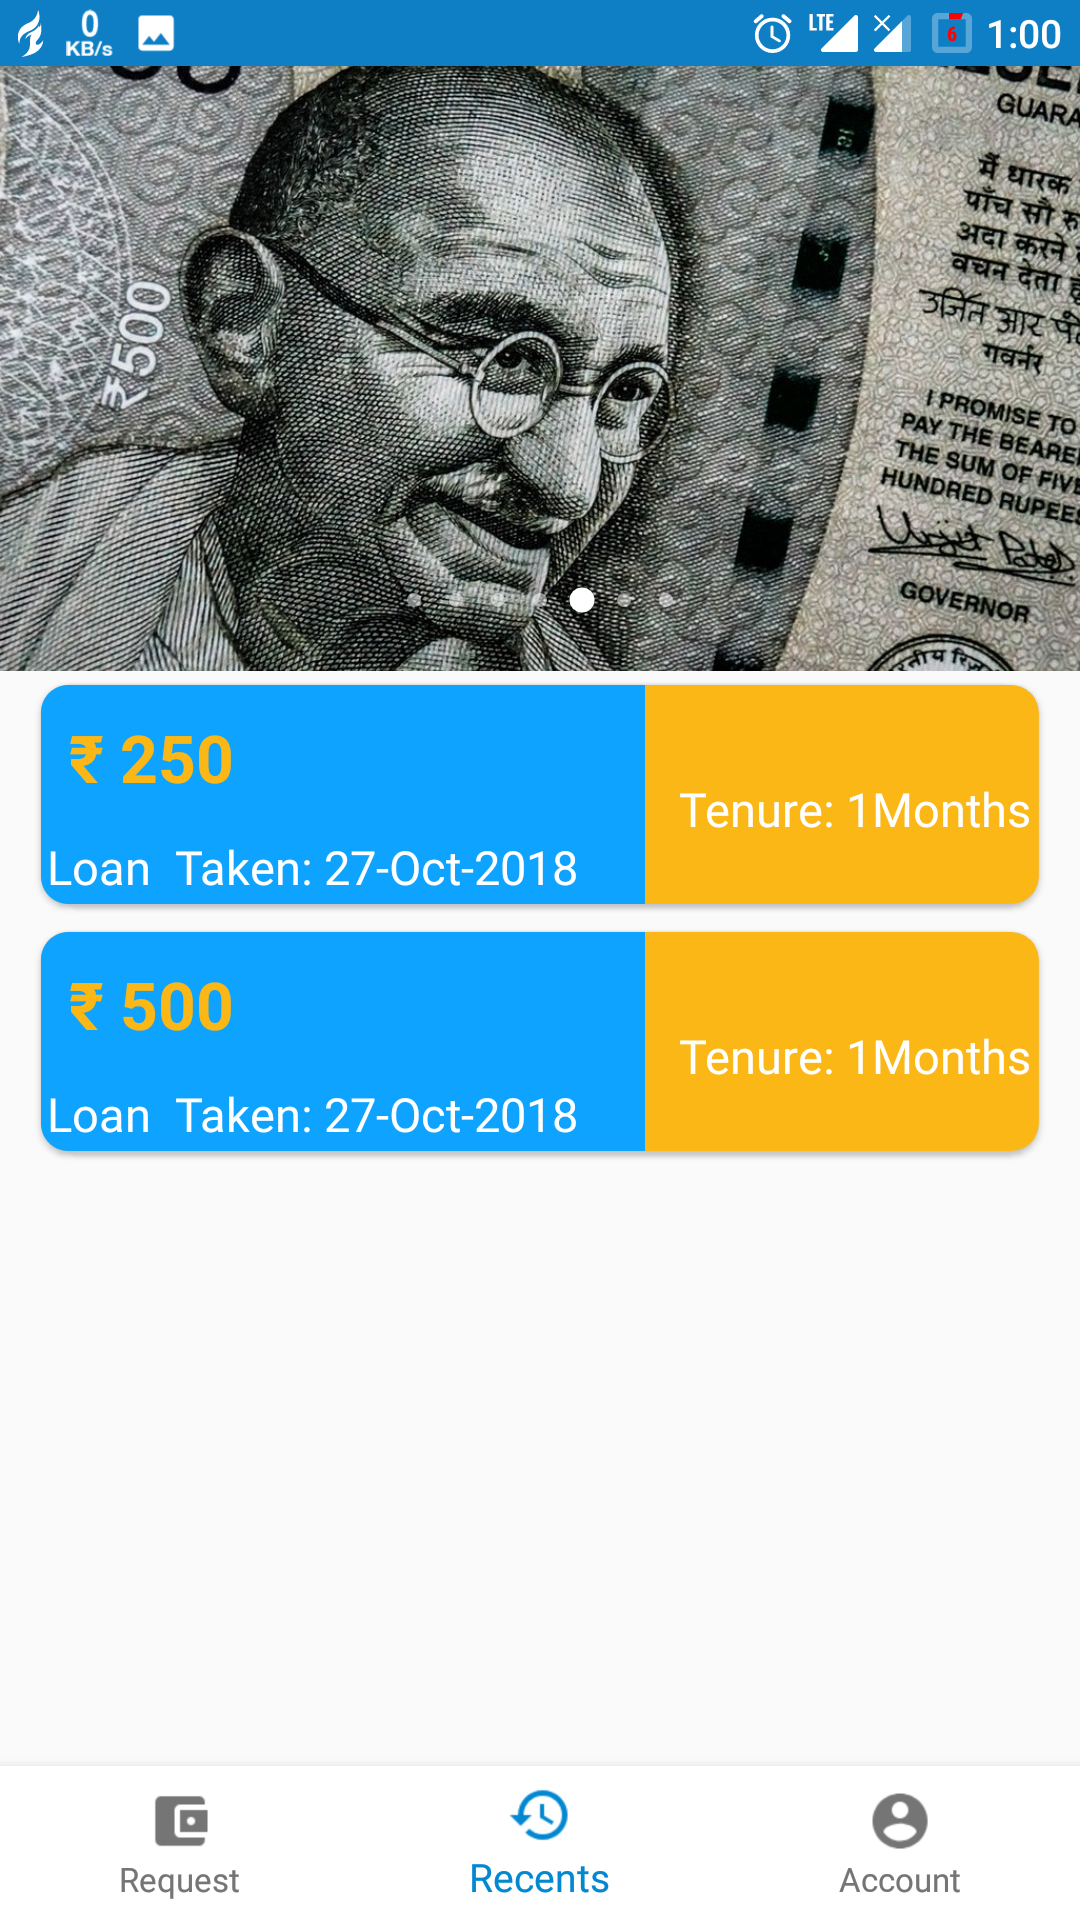 0
KB/s
LTE
6
1:00
GUARA
₹500
मैं धारक
पाँच सौ रु
अदा करने
वचन देता
उर्जित आर
गवर्नर
I PROMISE TO
PAY THE BEARE
THE SUM OF FIVE
HUNDRED RUPEES
GOVERNOR
₹ 250
Tenure: 1Months
Loan  Taken: 27-Oct-2018
₹ 500
Tenure: 1Months
Loan  Taken: 27-Oct-2018
Request
Recents
Account